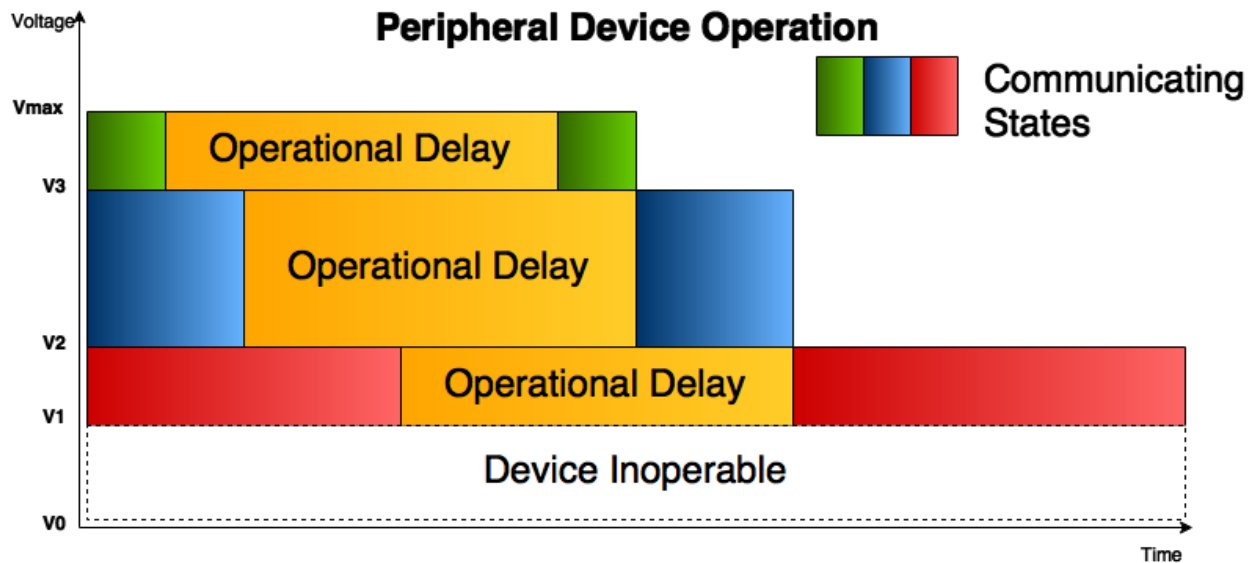 Peripheral Device Operation
Voltage
Communicating
States
Vmax
Operational Delay
V3
Operational Delay
V2
Operational Delay
V1
Device Inoperable
V0
Time